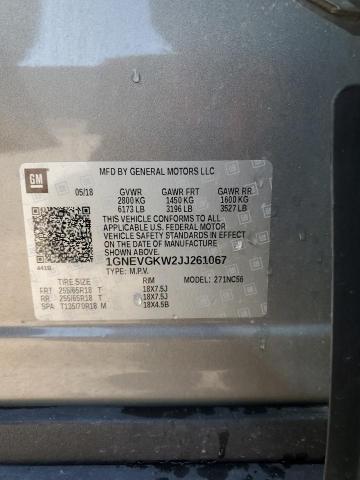 MFD BY GENERAL MOTORS LLC
GM
05/18 GVWR GAWR FRT GAWR RR
2800 KG 1450 KG 1600 KG
6173 LB 3196 LB 3527 LB
THIS VEHICLE CONFORMS TO ALL
APPLICABLE U.S. FEDERAL MOTOR
VEHICLE SAFETY STANDARDS IN
EFFECT ON THE DATE OF
MANUFACTURE SHOWN ABOVE.
1GNEVGKW2JJ261067
TYPE: M.P.V.
TIRE SIZE RIM MODEL: 271NC56
FRT 255/65R18 T 18X7.5J
RR 255/65R18 T 18X7.5J
SPA T135/70R18 M 18X4.5B